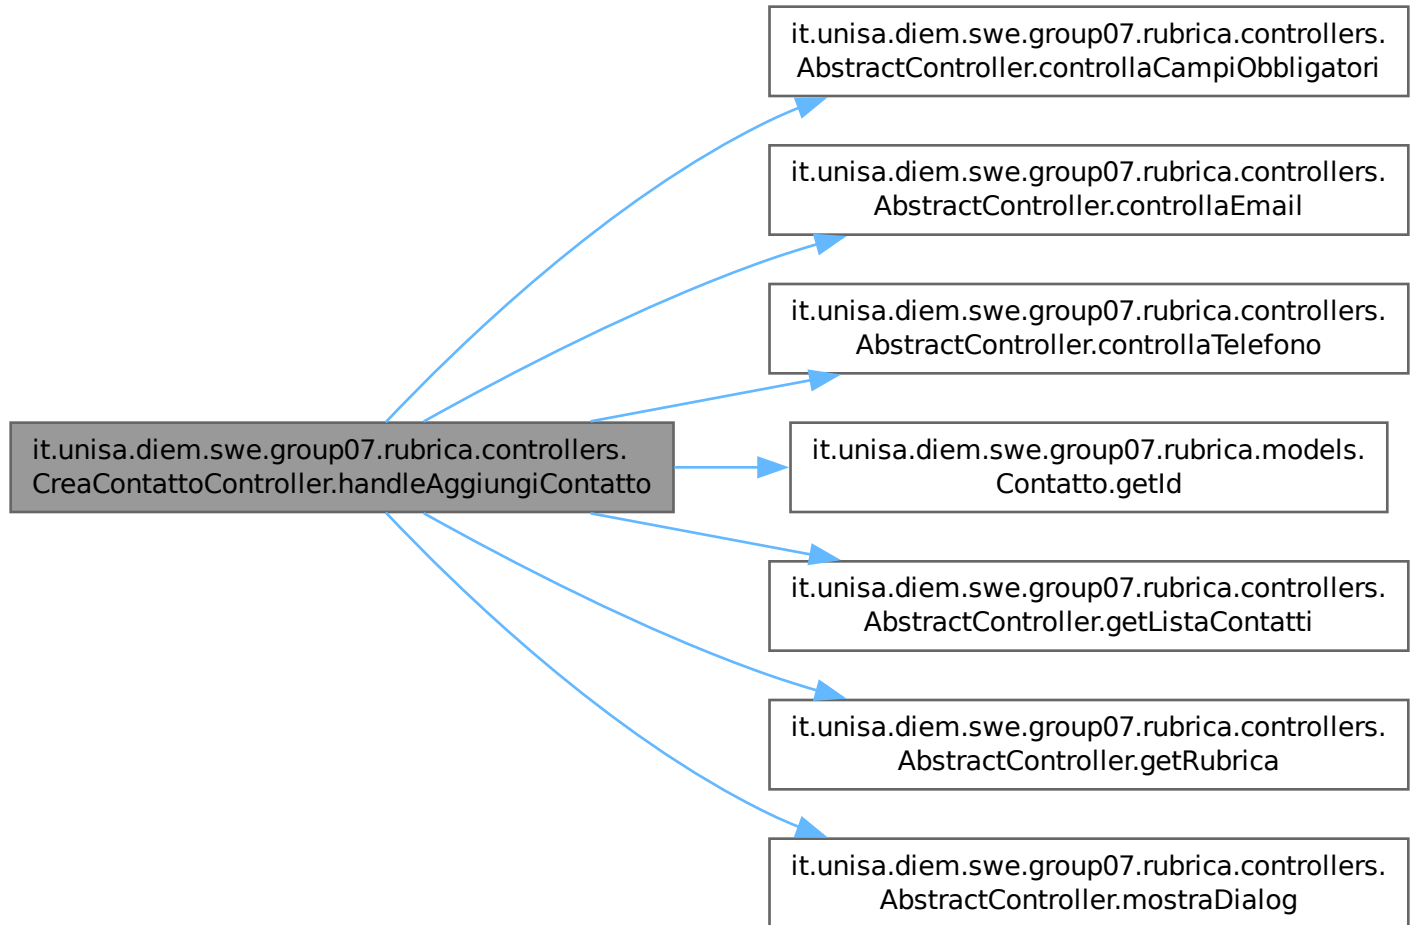 it.unisa.diem.swe.group07.rubrica.controllers.
AbstractController.controllaCampiObbligatori
it.unisa.diem.swe.group07.rubrica.controllers.
AbstractController.controllaEmail
it.unisa.diem.swe.group07.rubrica.controllers.
AbstractController.controllaTelefono
it.unisa.diem.swe.group07.rubrica.controllers.
CreaContattoController.handleAggiungiContatto
it.unisa.diem.swe.group07.rubrica.models.
Contatto.getId
it.unisa.diem.swe.group07.rubrica.controllers.
AbstractController.getListaContatti
it.unisa.diem.swe.group07.rubrica.controllers.
AbstractController.getRubrica
it.unisa.diem.swe.group07.rubrica.controllers.
AbstractController.mostraDialog